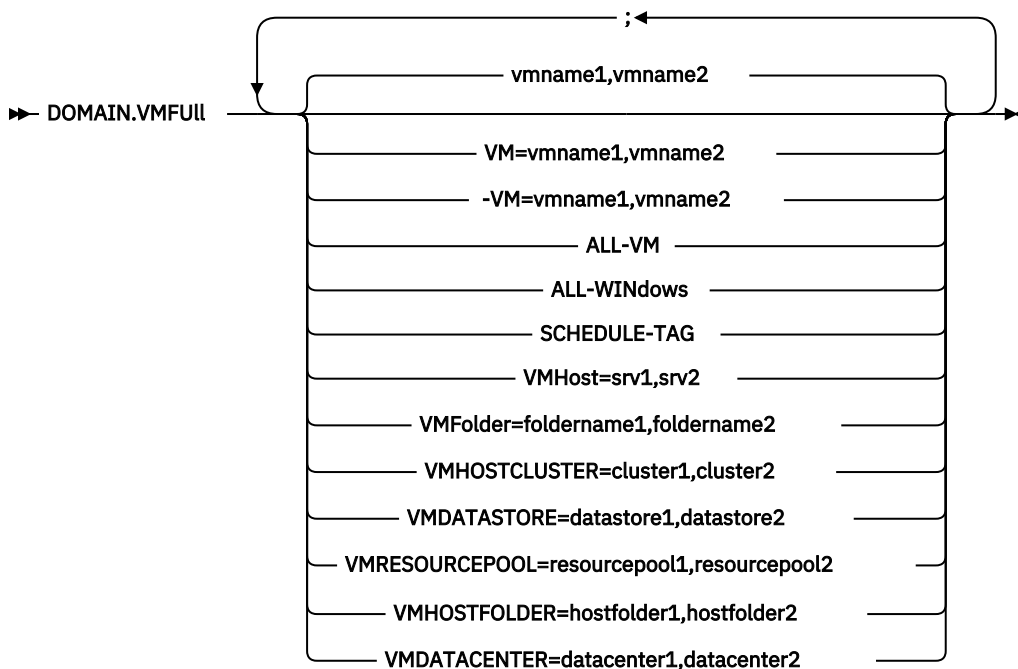 ;
vmname1,vmname2
DOMAIN.VMFUll
VM=vmname1,vmname2
-VM=vmname1,vmname2
ALL-VM
ALL-WINdows
SCHEDULE-TAG
VMHost=srv1,srv2
VMFolder=foldername1,foldername2
VMHOSTCLUSTER=cluster1,cluster2
VMDATASTORE=datastore1,datastore2
VMRESOURCEPOOL=resourcepool1,resourcepool2
VMHOSTFOLDER=hostfolder1,hostfolder2
VMDATACENTER=datacenter1,datacenter2